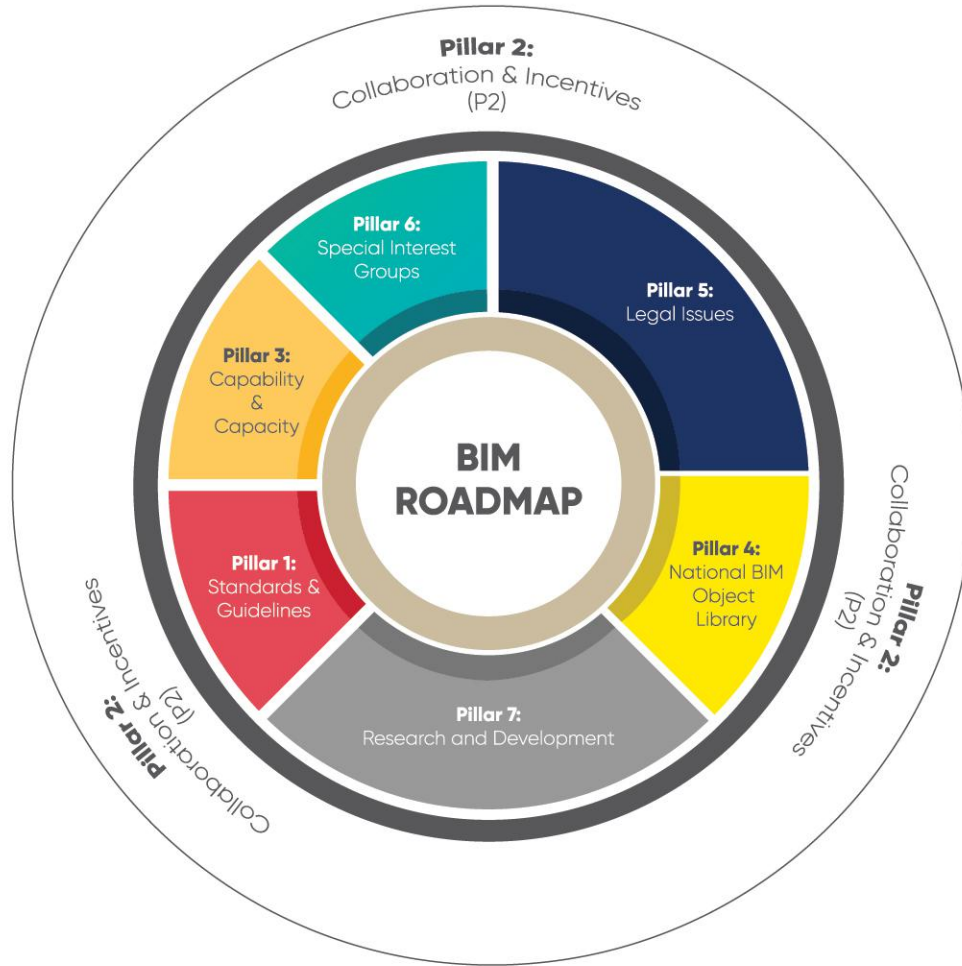 Pillar 2:
Collaboration & Incentives
(P2)
Pillar 6:
Special Interest
Groups
Pillar 5:
Legal Issues
Pillar 3:
Capability
&
Capacity
BIM
ROADMAP
Pillar 1:
Standards &
Guidelines
Pillar 4:
National BIM
Object
Library
Pillar 7:
Research and Development
Pillar 2:
Collaboration & Incentives
(P2)
Pillar 2:
Collaboration & Incentives
(P2)